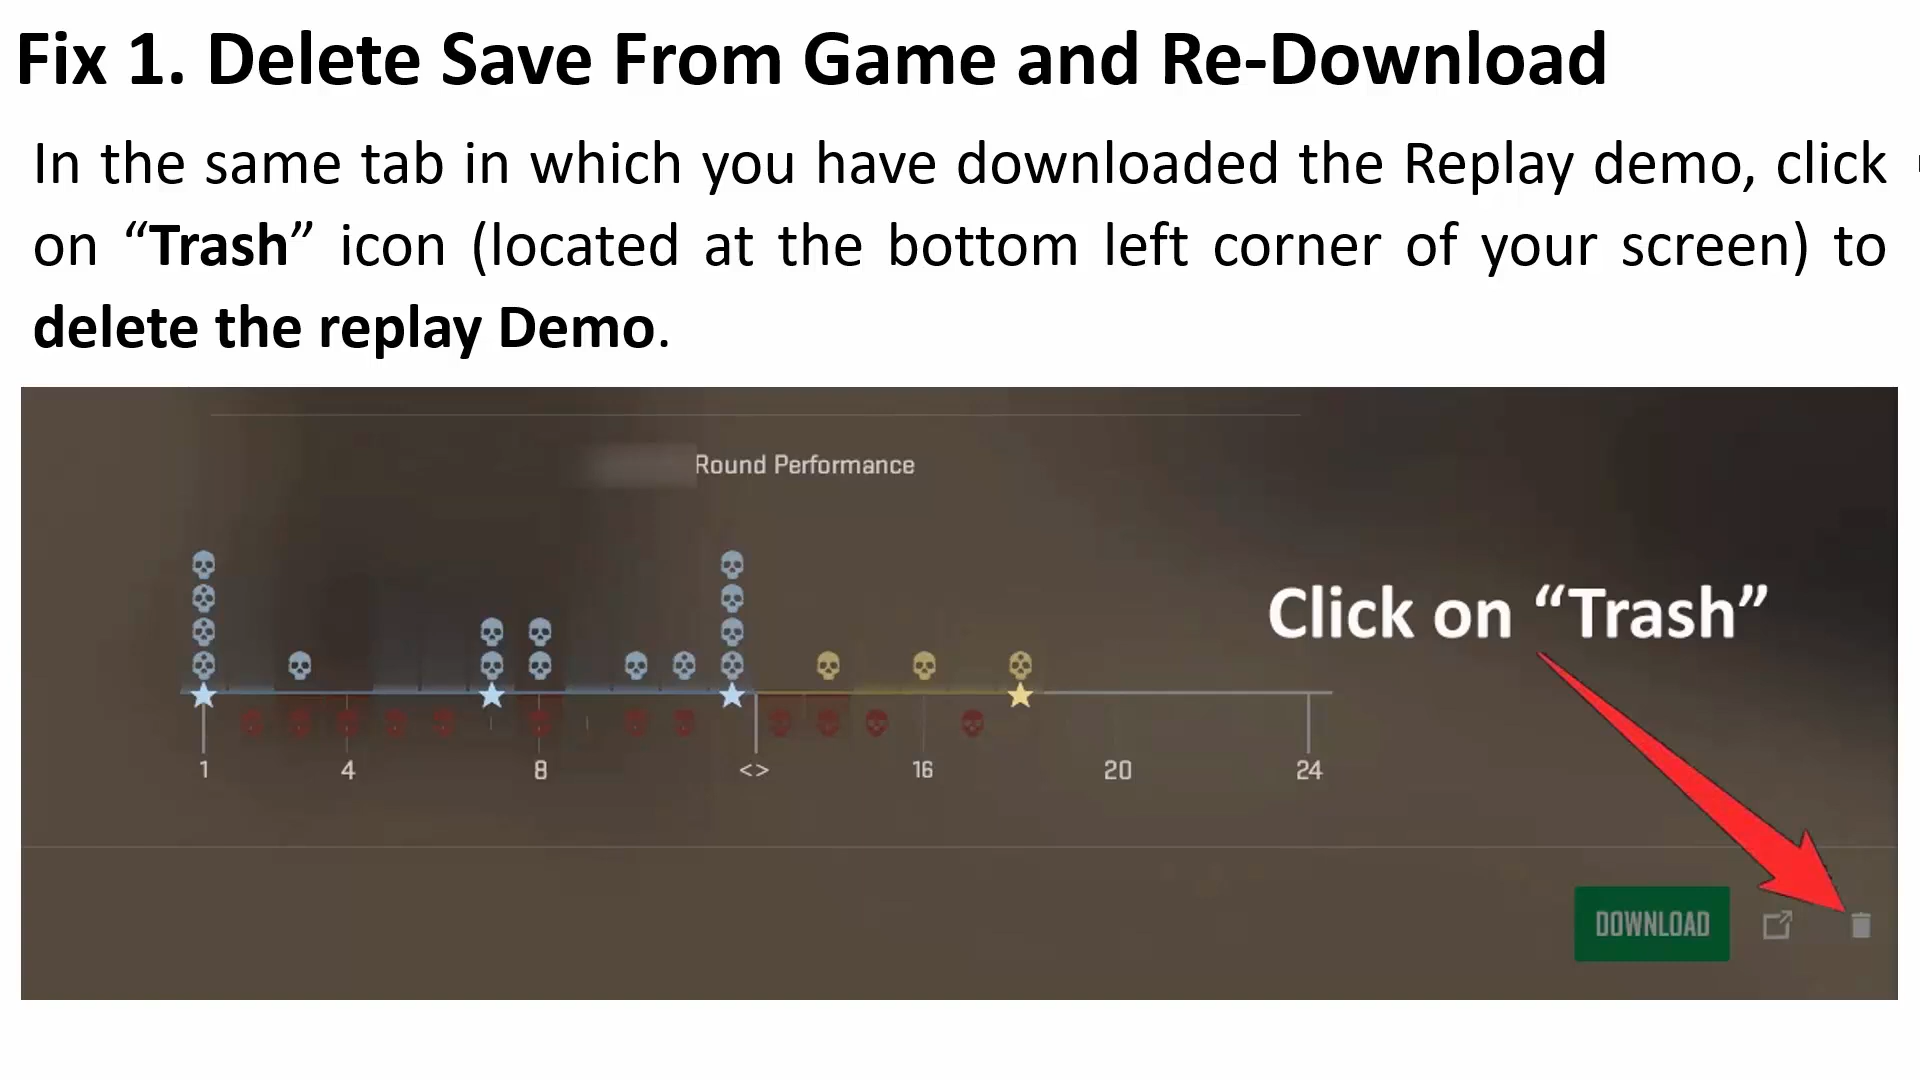 Fix 1. Delete Save From Game and Re-Download
In the same tab in which you have downloaded the Replay demo, click
on “Trash” icon (located at the bottom left corner of your screen) to
delete the replay Demo.
Round Performance
Click on “Trash”
1 4 8 <> 16 20 24
DOWNLOAD